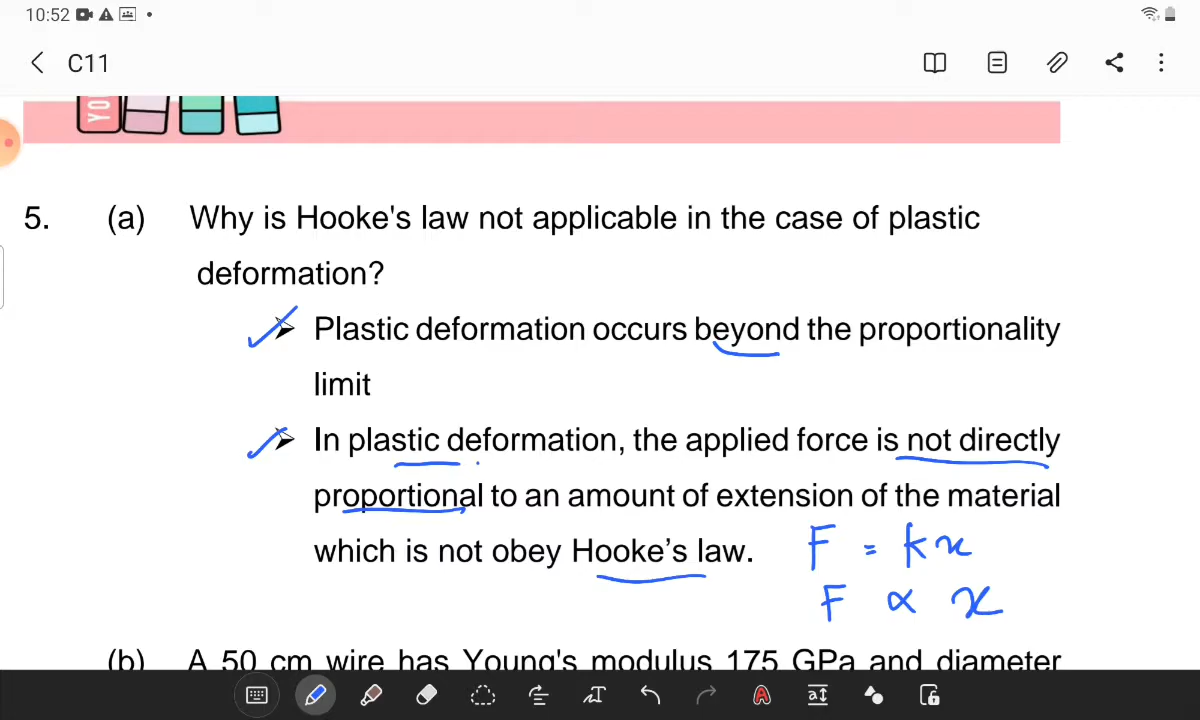 10:52
C11
YO
5. (a) Why is Hooke's law not applicable in the case of plastic
deformation?
➢ Plastic deformation occurs beyond the proportionality
limit
➢ In plastic deformation, the applied force is not directly
proportional to an amount of extension of the material
which is not obey Hooke’s law. F = kx
F ∝ x
(b) A 50 cm wire has Young's modulus 175 GPa and diameter